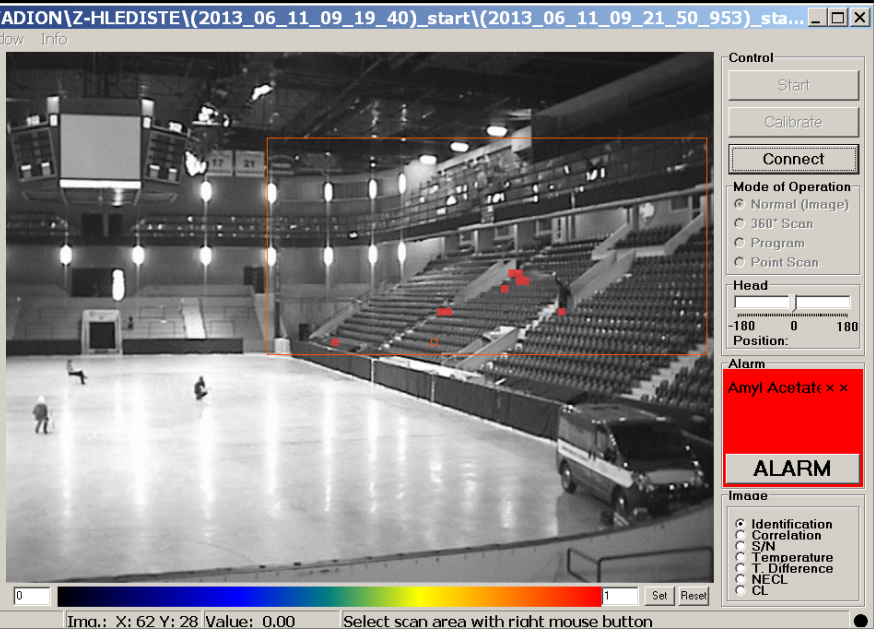 ADION\Z-HLEDISTE\(2013_06_11_09_19_40)_start\(2013_06_11_09_21_50_953)_sta...
dow Info
Control
Start
Calibrate
Connect
Mode of Operation
Normal (Image)
360° Scan
Program
Point Scan
Head
-180 0 180
Position:
Alarm
Amyl Acetate × ×
ALARM
Image
Identification
Correlation
S/N
Temperature
T. Difference
NECL
CL
17 21
0 1 Set Reset
Img.: X: 62 Y: 28 Value: 0.00 Select scan area with right mouse button